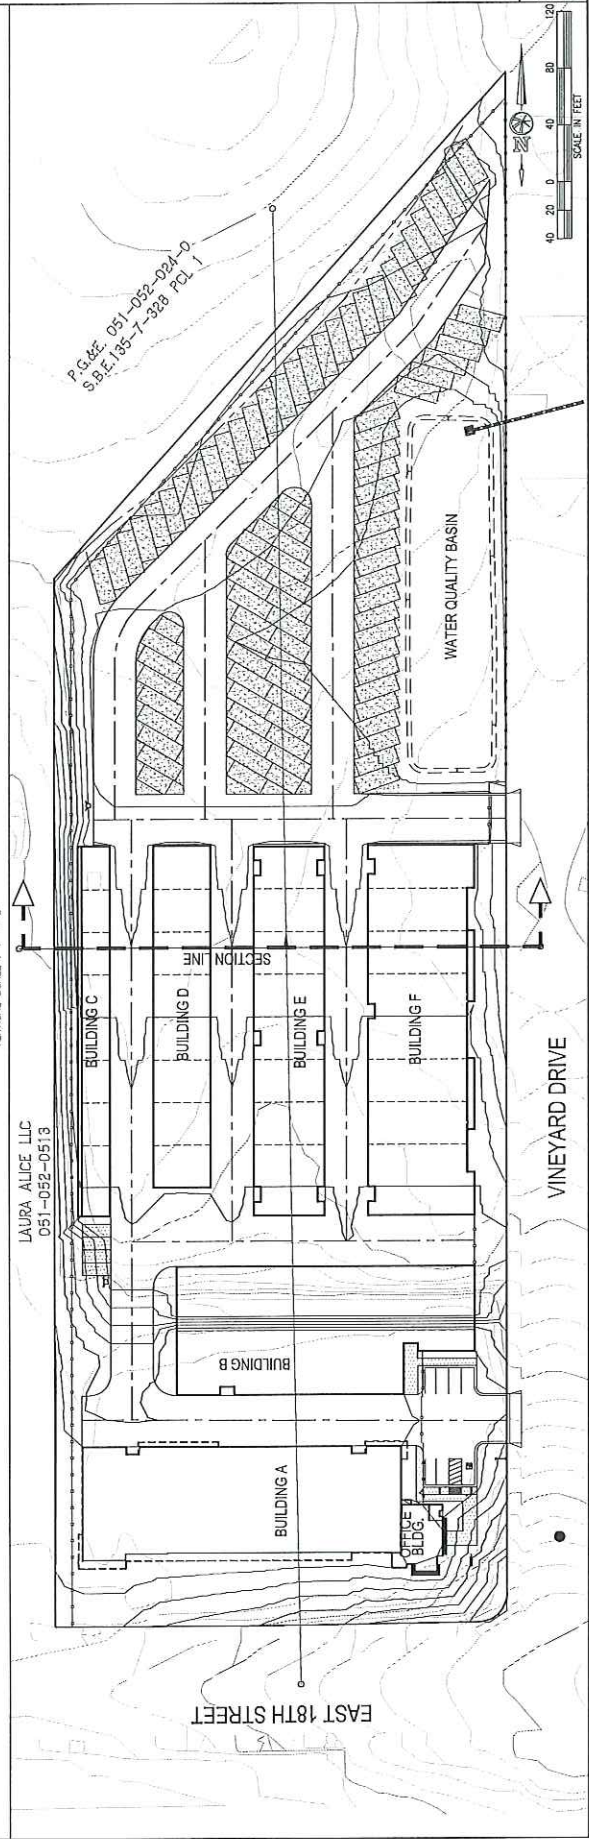 120
80
40
0
20
40
SCALE IN FEET
N
P.G.&E. 051-052-024-0
S.B.E.135-7-328 PCL 1
WATER QUALITY BASIN
LAURA ALICE LLC
051-052-0513
BUILDING C
BUILDING D
SECTION LINE
BUILDING E
BUILDING F
VINEYARD DRIVE
BUILDING B
BUILDING A
OFFICE
BLDG.
EAST 18TH STREET